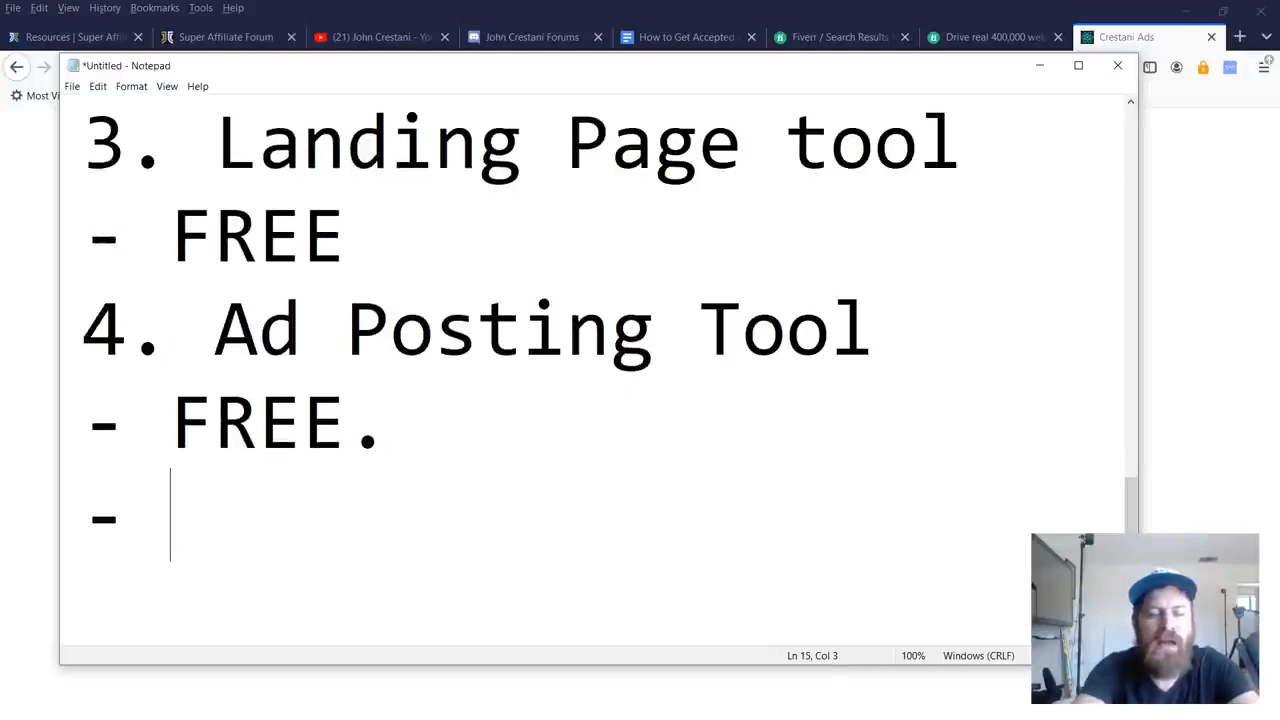 File Edit View History Bookmarks Tools Help
Resources | Super Affili
Super Affiliate Forum
(21) John Crestani - Yo
John Crestani Forums
How to Get Accepted
Fiverr / Search Results
Drive real 400,000 we
Crestani Ads
Most Vi
*Untitled - Notepad
File Edit Format View Help
3. Landing Page tool
- FREE
4. Ad Posting Tool
- FREE.
-
Ln 15, Col 3 100% Windows (CRLF)